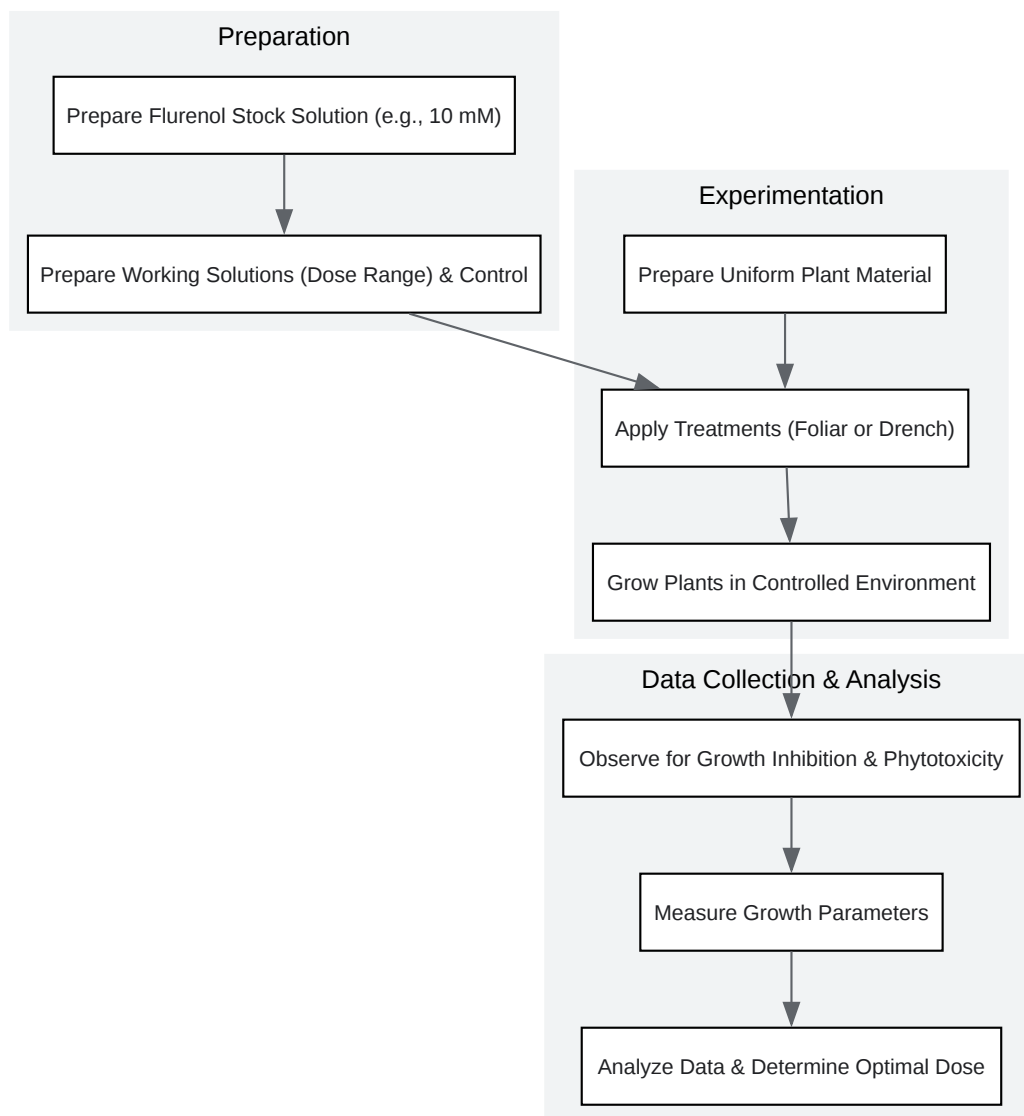 Preparation
Prepare Flurenol Stock Solution (e.g., 10 mM)
Prepare Working Solutions (Dose Range) & Control
Experimentation
Prepare Uniform Plant Material
Apply Treatments (Foliar or Drench)
Grow Plants in Controlled Environment
Data Collection & Analysis
Observe for Growth Inhibition & Phytotoxicity
Measure Growth Parameters
Analyze Data & Determine Optimal Dose